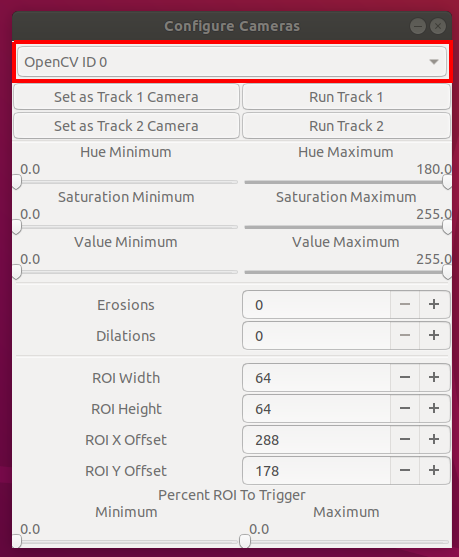 Configure Cameras
OpenCV ID 0
Set as Track 1 Camera Run Track 1
Set as Track 2 Camera Run Track 2
Hue Minimum Hue Maximum
0.0 180.0
Saturation Minimum Saturation Maximum
0.0 255.0
Value Minimum Value Maximum
0.0 255.0
Erosions 0 − +
Dilations 0 − +
ROI Width 64 − +
ROI Height 64 − +
ROI X Offset 288 − +
ROI Y Offset 178 − +
Percent ROI To Trigger
Minimum Maximum
0.0 0.0